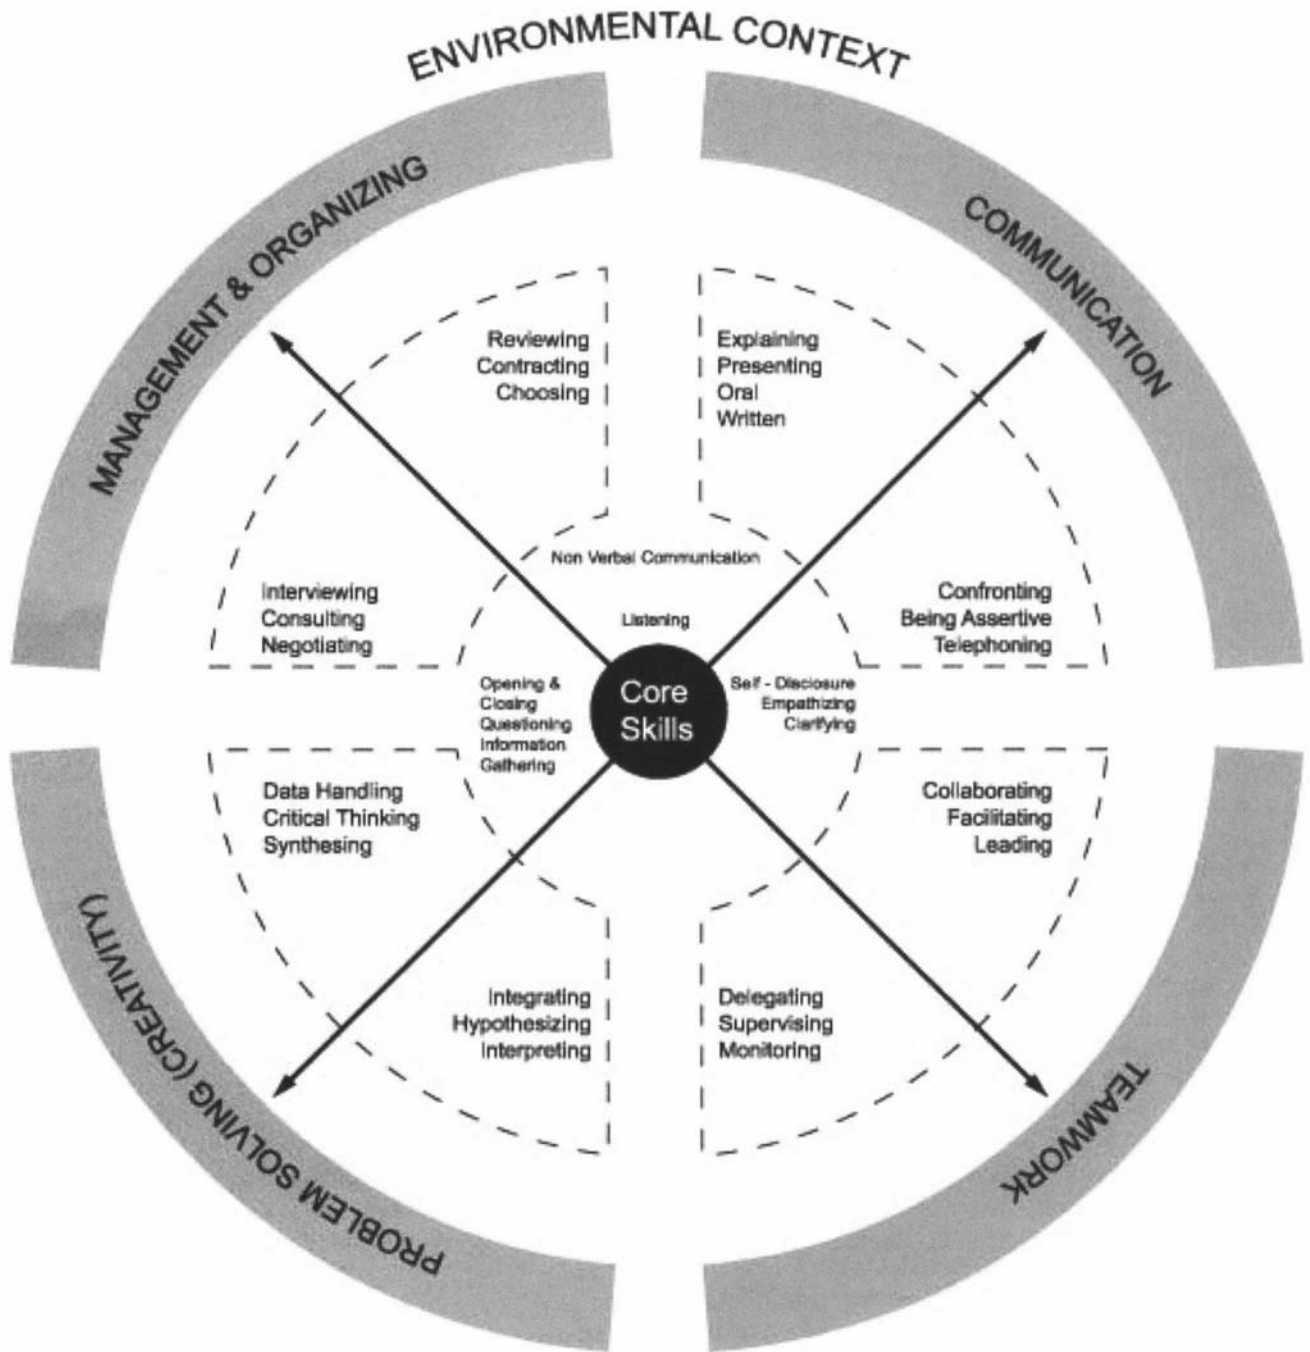 ENVIRONMENTAL CONTEXT
MANAGEMENT & ORGANIZING
COMMUNICATION
Reviewing
Contracting
Choosing
Explaining
Presenting
Oral
Written
Interviewing
Consulting
Negotiating
Non Verbal Communication
Listening
Confronting
Being Assertive
Telephoning
Opening &
Closing
Questioning
Information
Gathering
Core
Skills
Self - Disclosure
Empathizing
Clarifying
Data Handling
Critical Thinking
Synthesing
Collaborating
Facilitating
Leading
Integrating
Hypothesizing
Interpreting
Delegating
Supervising
Monitoring
PROBLEM SOLVING (CREATIVITY)
TEAMWORK